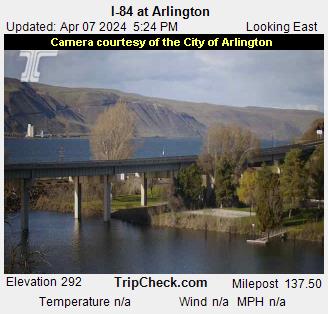 I-84 at Arlington
Updated: Apr 07 2024 5:24 PM Looking East
Camera courtesy of the City of Arlington
Elevation 292 TripCheck.com Milepost 137.50
Temperature n/a Wind n/a MPH n/a